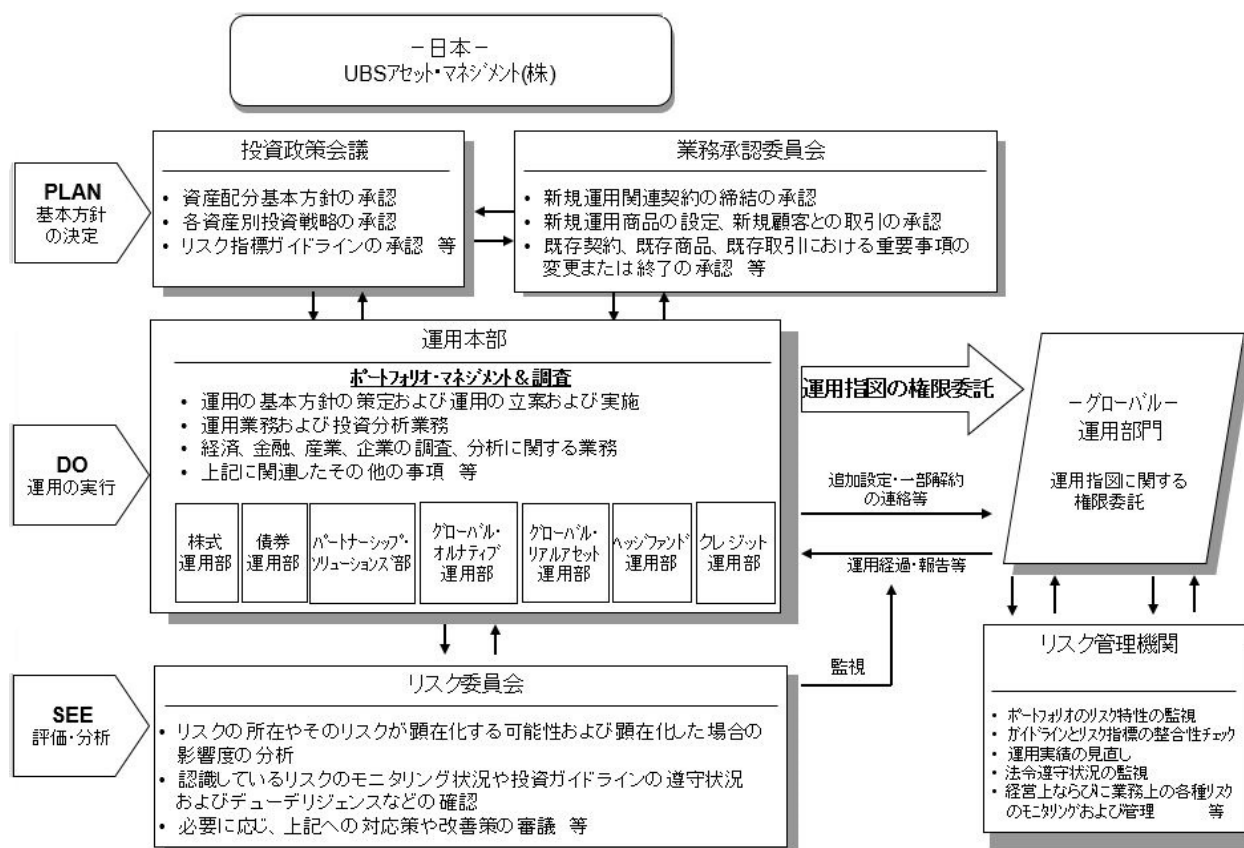 －日本－
UBSアセット・マネジメント(株)
PLAN
基本方針
の決定
投資政策会議
• 資産配分基本方針の承認
• 各資産別投資戦略の承認
• リスク指標ガイドラインの承認 等
業務承認委員会
• 新規運用関連契約の締結の承認
• 新規運用商品の設定、新規顧客との取引の承認
• 既存契約、既存商品、既存取引における重要事項の
変更または終了の承認 等
DO
運用の実行
運用本部
ポートフォリオ・マネジメント＆調査
• 運用の基本方針の策定および運用の立案および実施
• 運用業務および投資分析業務
• 経済、金融、産業、企業の調査、分析に関する業務
• 上記に関連したその他の事項 等
株式
運用部
債券
運用部
パートナーシップ・
ソリューションズ部
グローバル・
オルナティブ
運用部
グローバル・
リアルアセット
運用部
ヘッジファンド
運用部
クレジット
運用部
運用指図の権限委託
追加設定・一部解約
の連絡等
運用経過・報告等
－グローバル－
運用部門
運用指図に関する
権限委託
SEE
評価・分析
リスク委員会
• リスクの所在やそのリスクが顕在化する可能性および顕在化した場合の
影響度の分析
• 認識しているリスクのモニタリング状況や投資ガイドラインの遵守状況
およびデューデリジェンスなどの確認
• 必要に応じ、上記への対応策や改善策の審議 等
監視
リスク管理機関
• ポートフォリオのリスク特性の監視
• ガイドラインとリスク指標の整合性チェック
• 運用実績の見直し
• 法令遵守状況の監視
• 経営上ならびに業務上の各種リスク
のモニタリングおよび管理 等